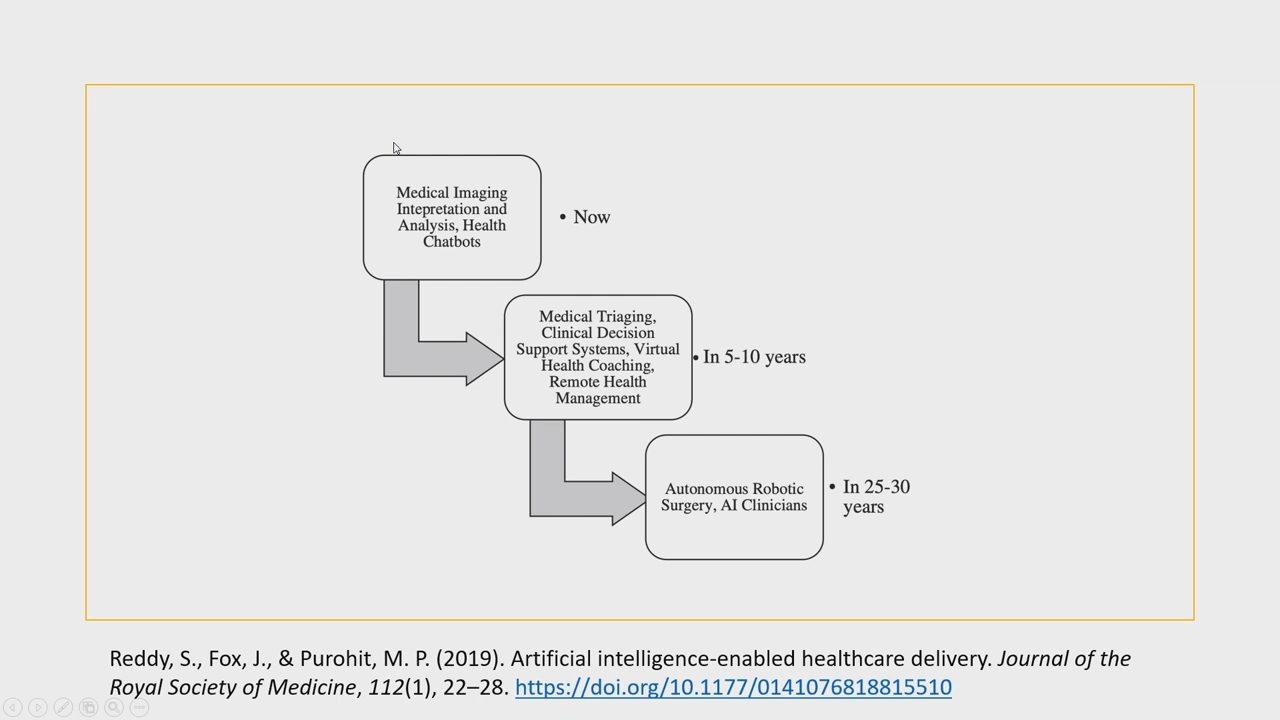 Medical Imaging
Intepretation and
Analysis, Health
Chatbots
• Now
Medical Triaging,
Clinical Decision
Support Systems, Virtual
Health Coaching,
Remote Health
Management
• In 5-10 years
Autonomous Robotic
Surgery, AI Clinicians
• In 25-30
years
Reddy, S., Fox, J., & Purohit, M. P. (2019). Artificial intelligence-enabled healthcare delivery. Journal of the
Royal Society of Medicine, 112(1), 22–28. https://doi.org/10.1177/0141076818815510